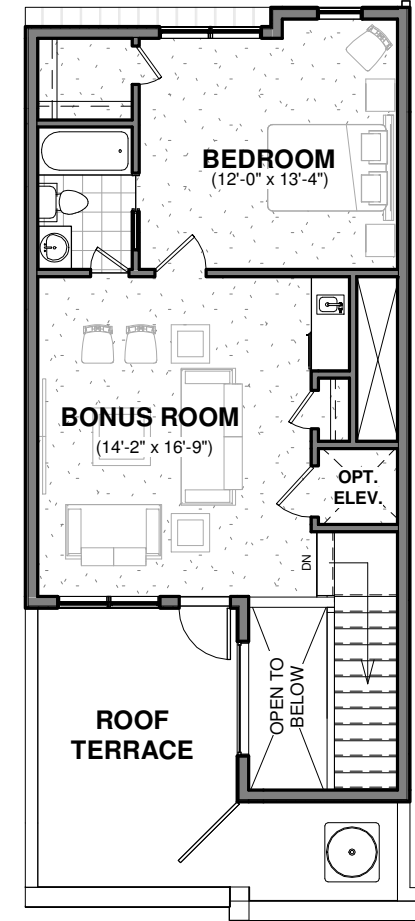 BEDROOM
(12'-0" x 13'-4")
BONUS ROOM
(14'-2" x 16'-9")
OPT.
ELEV.
DN
OPEN TO
BELOW
ROOF
TERRACE